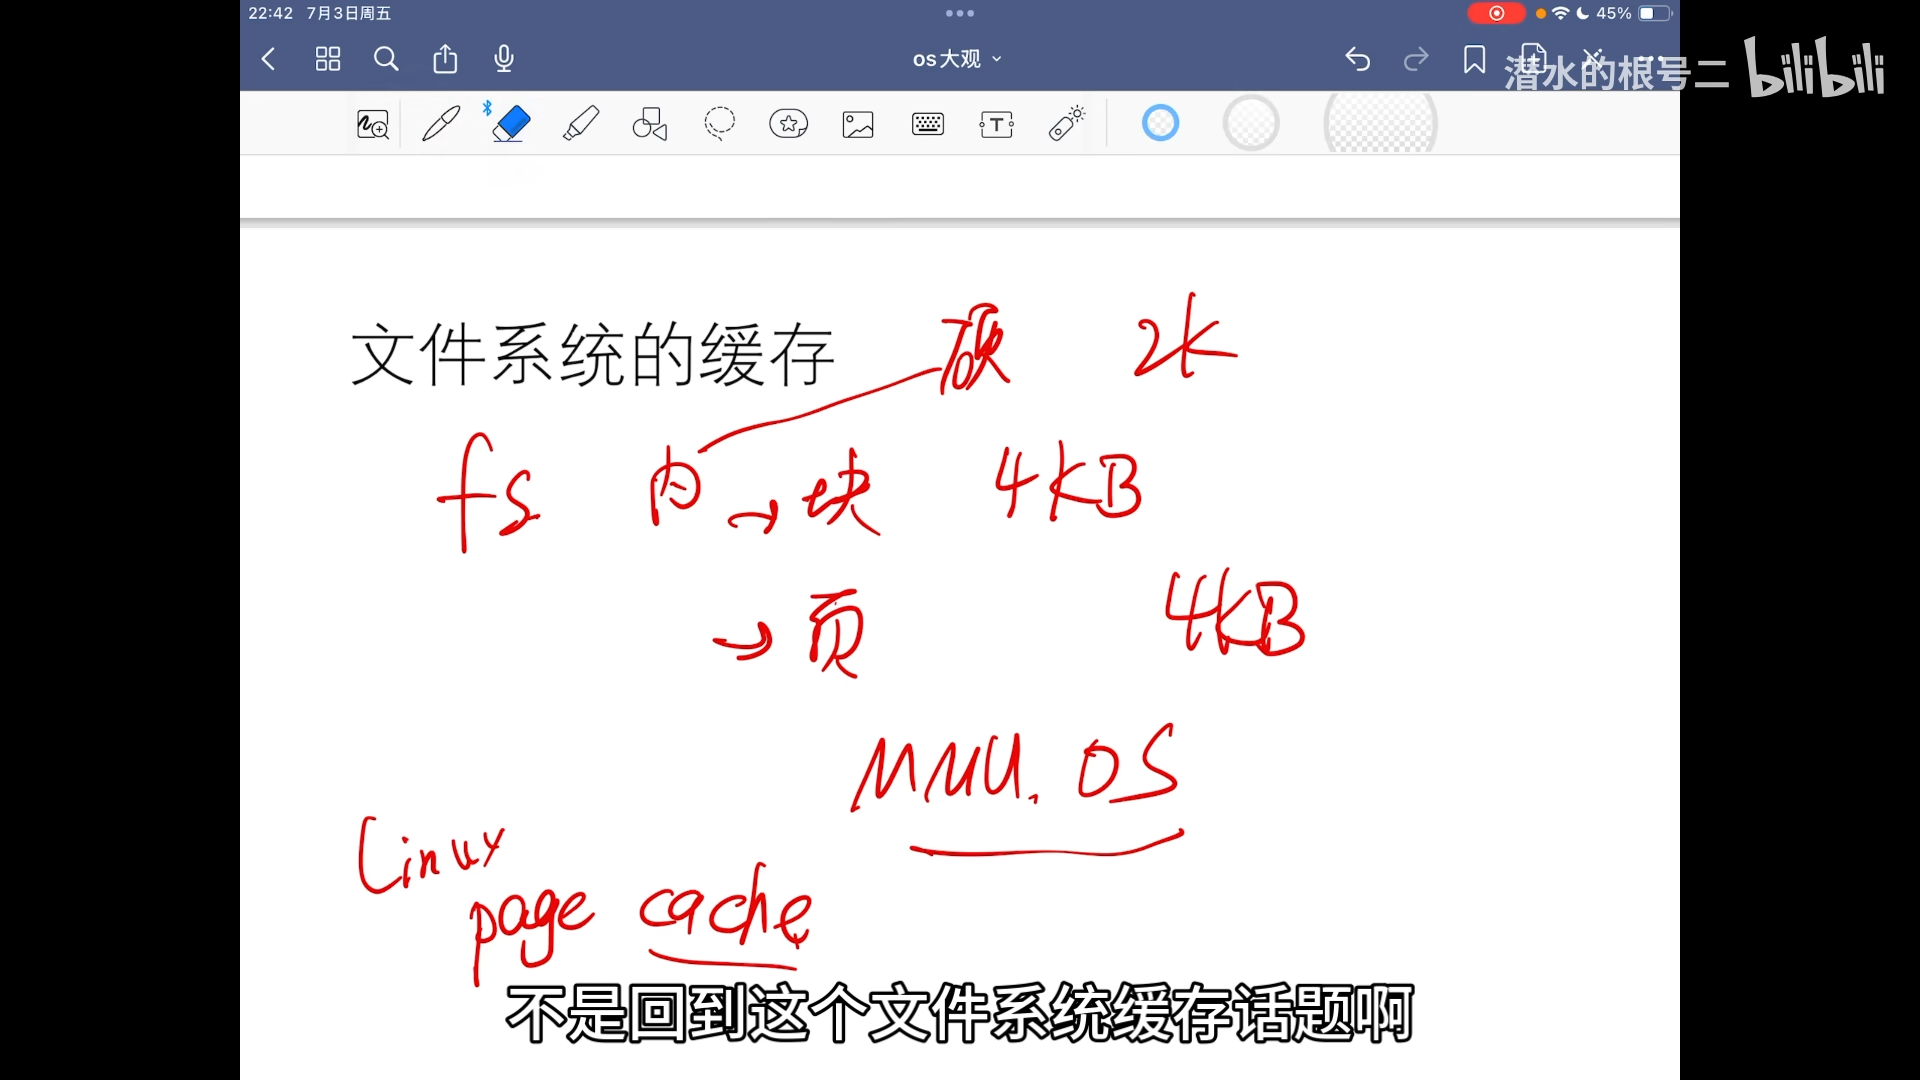 22:42 7月3日周五
45%
os大观
潜水的根号二 bilibili
文件系统的缓存 硬 2K
fs 内 → 块 4KB
→ 页 4KB
MMU. OS
Linux
page cache
不是回到这个文件系统缓存话题啊